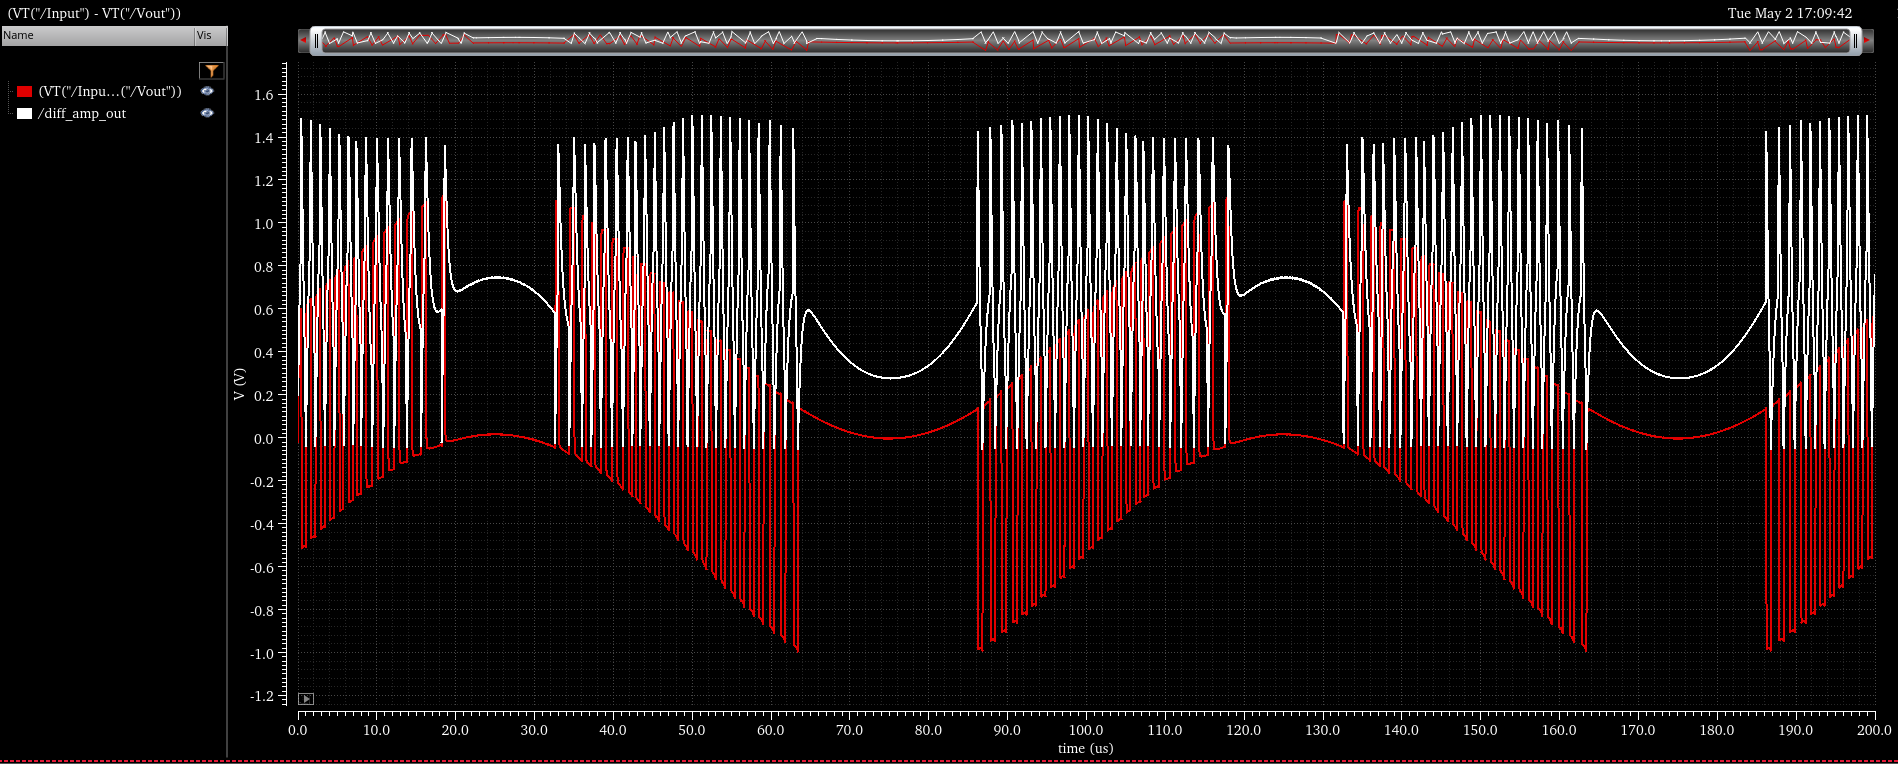 (VT("/Input") - VT("/Vout"))
Tue May 2 17:09:42
Name Vis
(VT("/Inpu...("/Vout"))
/diff_amp_out
1.6
1.4
1.2
1.0
0.8
0.6
0.4
0.2
0.0
-0.2
-0.4
-0.6
-0.8
-1.0
-1.2
V (V)
0.0 10.0 20.0 30.0 40.0 50.0 60.0 70.0 80.0 90.0 100.0 110.0 120.0 130.0 140.0 150.0 160.0 170.0 180.0 190.0 200.0
time (us)